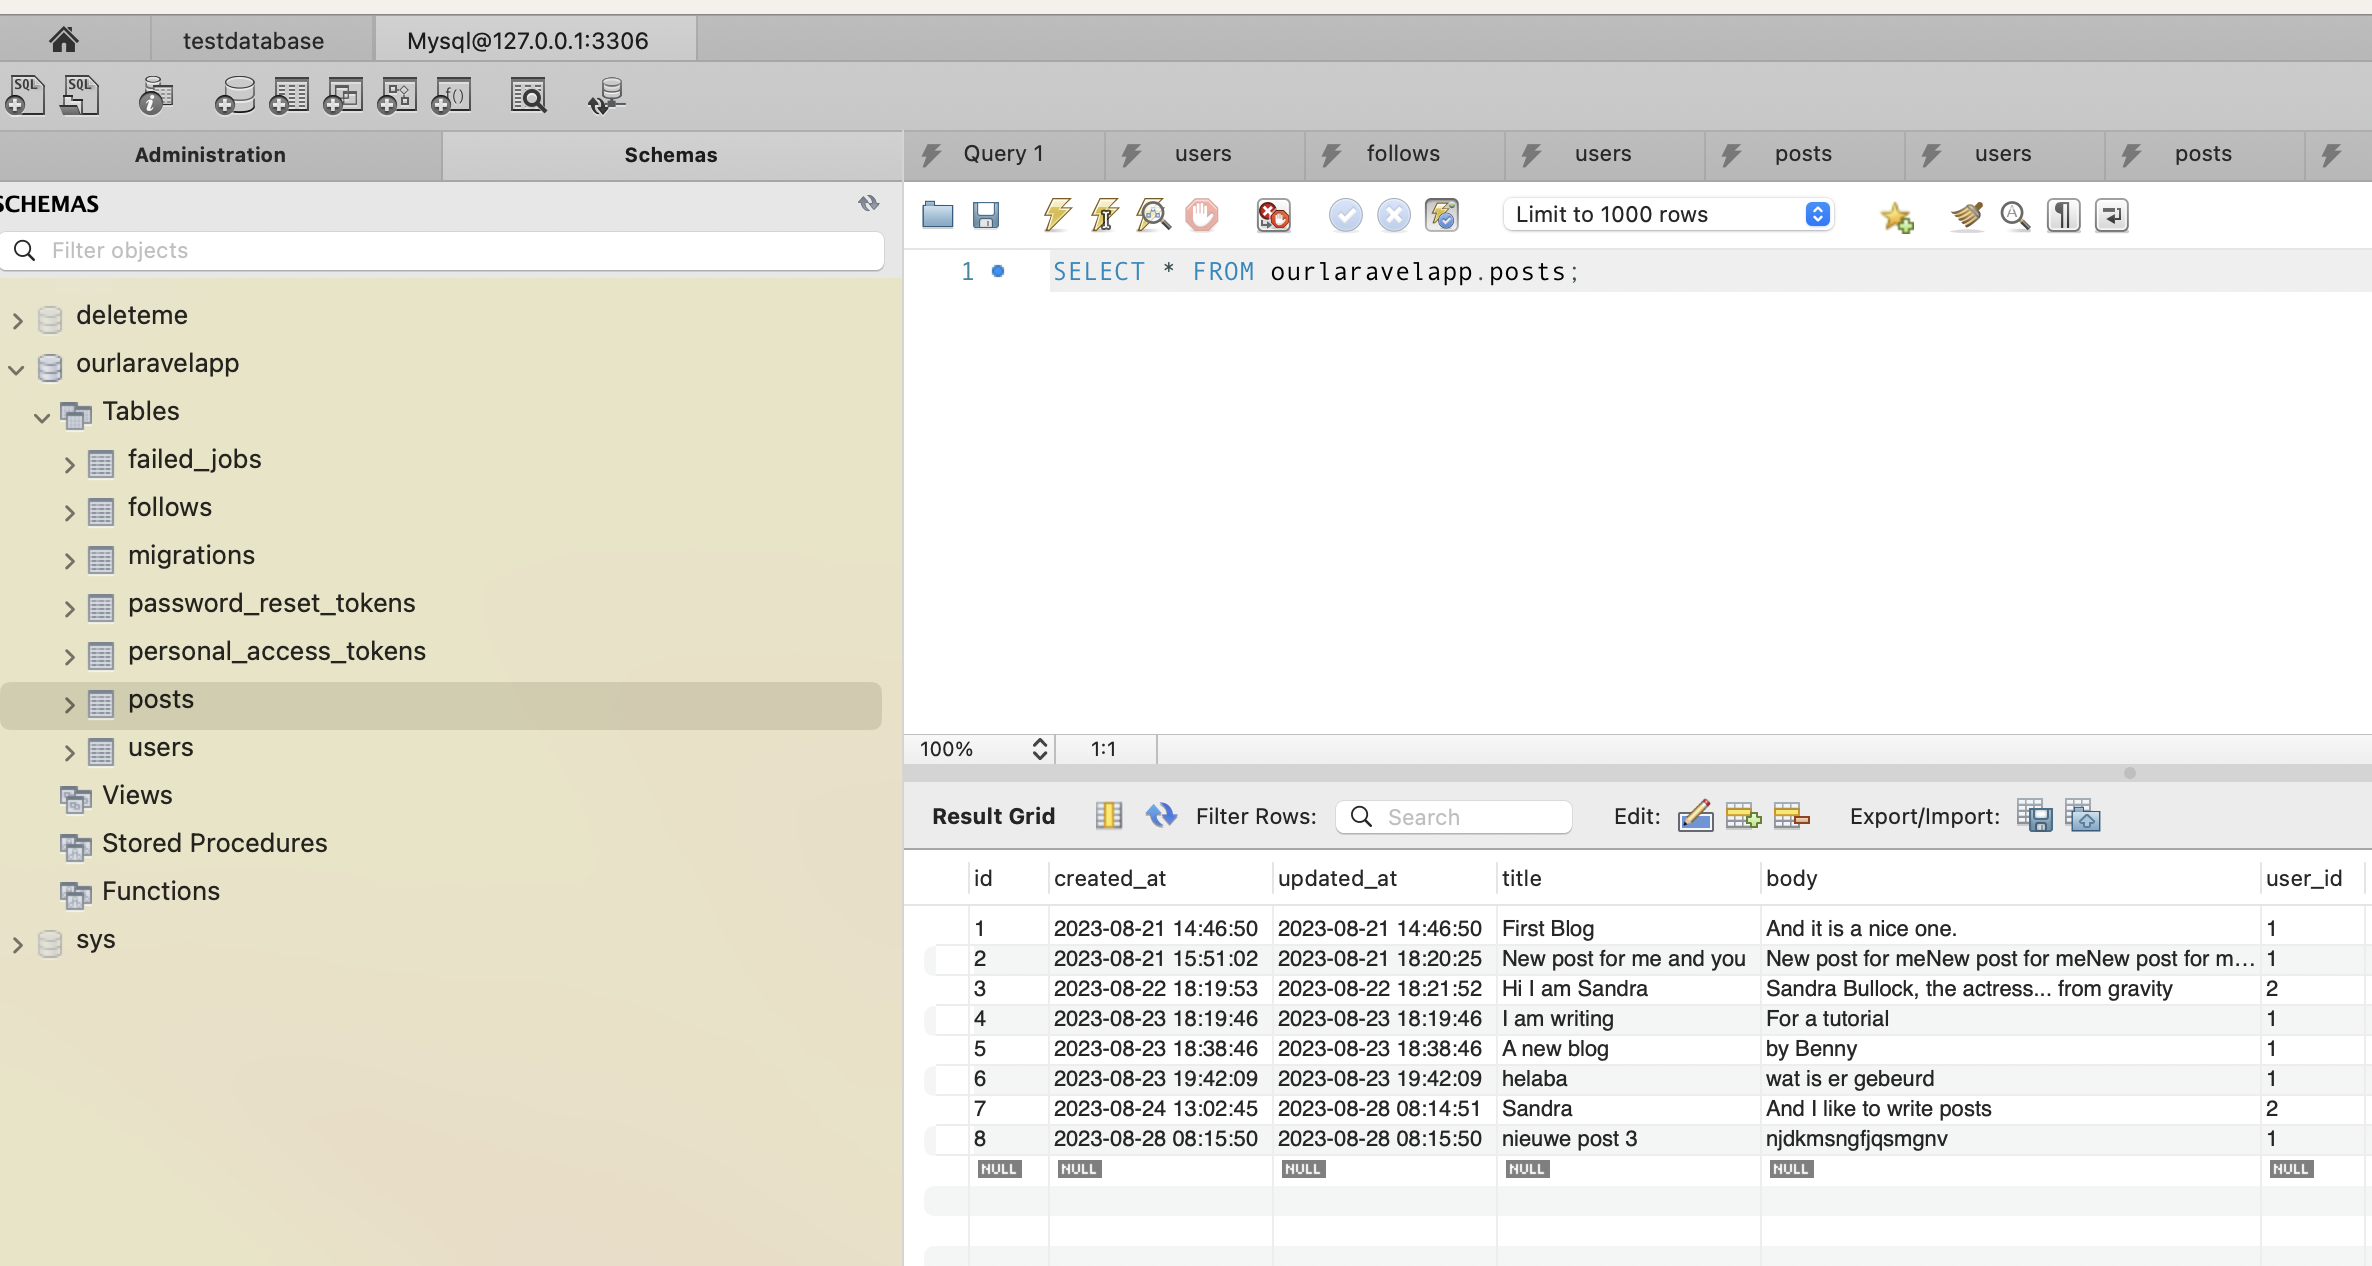 testdatabase
Mysql@127.0.0.1:3306
SQL
SQL
f()
Administration
Schemas
Query 1
users
follows
users
posts
users
posts
SCHEMAS
Filter objects
Limit to 1000 rows
1
SELECT * FROM ourlaravelapp.posts;
deleteme
ourlaravelapp
Tables
failed_jobs
follows
migrations
password_reset_tokens
personal_access_tokens
posts
users
Views
Stored Procedures
Functions
sys
100%
1:1
Result Grid
Filter Rows:
Search
Edit:
Export/Import:
id created_at updated_at title body user_id
1 2023-08-21 14:46:50 2023-08-21 14:46:50 First Blog And it is a nice one. 1
2 2023-08-21 15:51:02 2023-08-21 18:20:25 New post for me and you New post for meNew post for meNew post for m... 1
3 2023-08-22 18:19:53 2023-08-22 18:21:52 Hi I am Sandra Sandra Bullock, the actress... from gravity 2
4 2023-08-23 18:19:46 2023-08-23 18:19:46 I am writing For a tutorial 1
5 2023-08-23 18:38:46 2023-08-23 18:38:46 A new blog by Benny 1
6 2023-08-23 19:42:09 2023-08-23 19:42:09 helaba wat is er gebeurd 1
7 2023-08-24 13:02:45 2023-08-28 08:14:51 Sandra And I like to write posts 2
8 2023-08-28 08:15:50 2023-08-28 08:15:50 nieuwe post 3 njdkmsngfjqsmgnv 1
NULL NULL NULL NULL NULL NULL